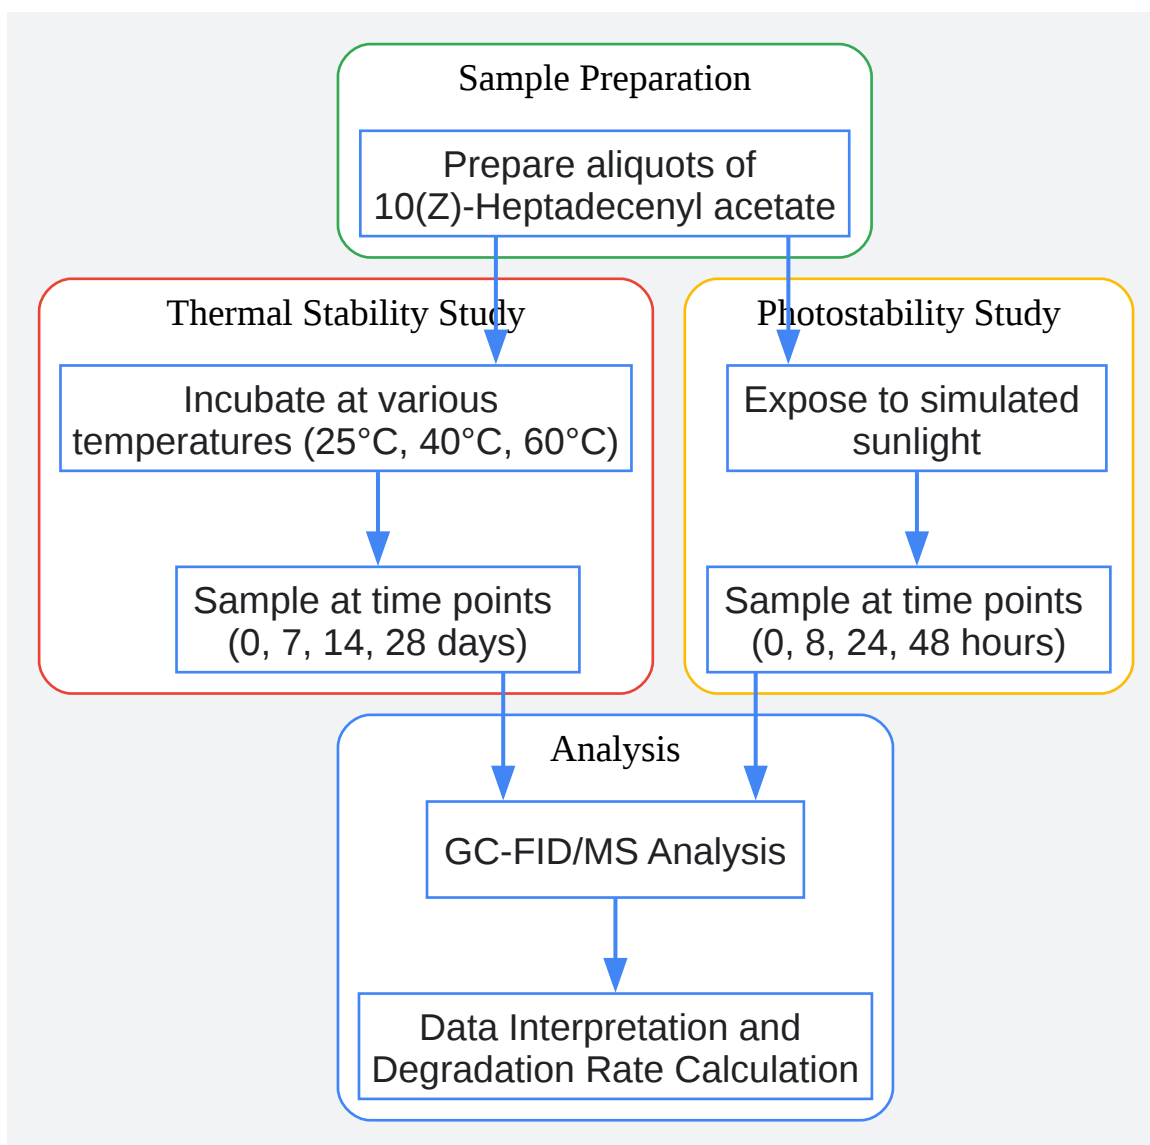 Sample Preparation
Prepare aliquots of
10(Z)-Heptadecenyl acetate
Thermal Stability Study
Incubate at various
temperatures (25°C, 40°C, 60°C)
Sample at time points
(0, 7, 14, 28 days)
Photostability Study
Expose to simulated
sunlight
Sample at time points
(0, 8, 24, 48 hours)
Analysis
GC-FID/MS Analysis
Data Interpretation and
Degradation Rate Calculation